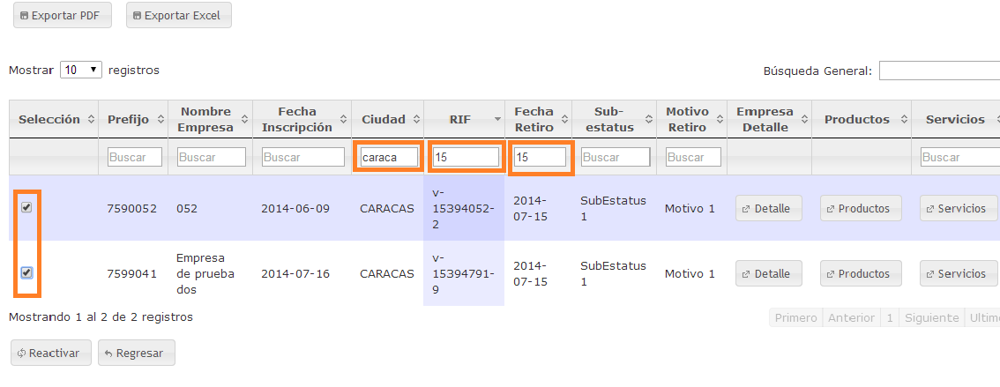 Exportar PDF Exportar Excel
Mostrar 10 registros Búsqueda General:
Selección Prefijo Nombre Empresa Fecha Inscripción Ciudad RIF Fecha Retiro Sub-estatus Motivo Retiro Empresa Detalle Productos Servicios
Buscar Buscar Buscar caraca 15 15 Buscar Buscar Buscar
7590052 052 2014-06-09 CARACAS v-15394052-2 2014-07-15 SubEstatus 1 Motivo 1 Detalle Productos Servicios
7599041 Empresa de prueba dos 2014-07-16 CARACAS v-15394791-9 2014-07-15 SubEstatus 1 Motivo 1 Detalle Productos Servicios
Mostrando 1 al 2 de 2 registros Primero Anterior 1 Siguiente Ultimo
Reactivar Regresar